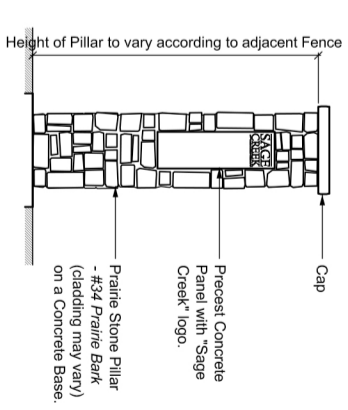 Height of Pillar to vary according to adjacent Fence
SAGE
CREEK
Cap
Precest Concrete
Panel with "Sage
Creek" logo.
Prairie Stone Pillar
- #34 Prairie Bark
(cladding may vary)
on a Concrete Base.